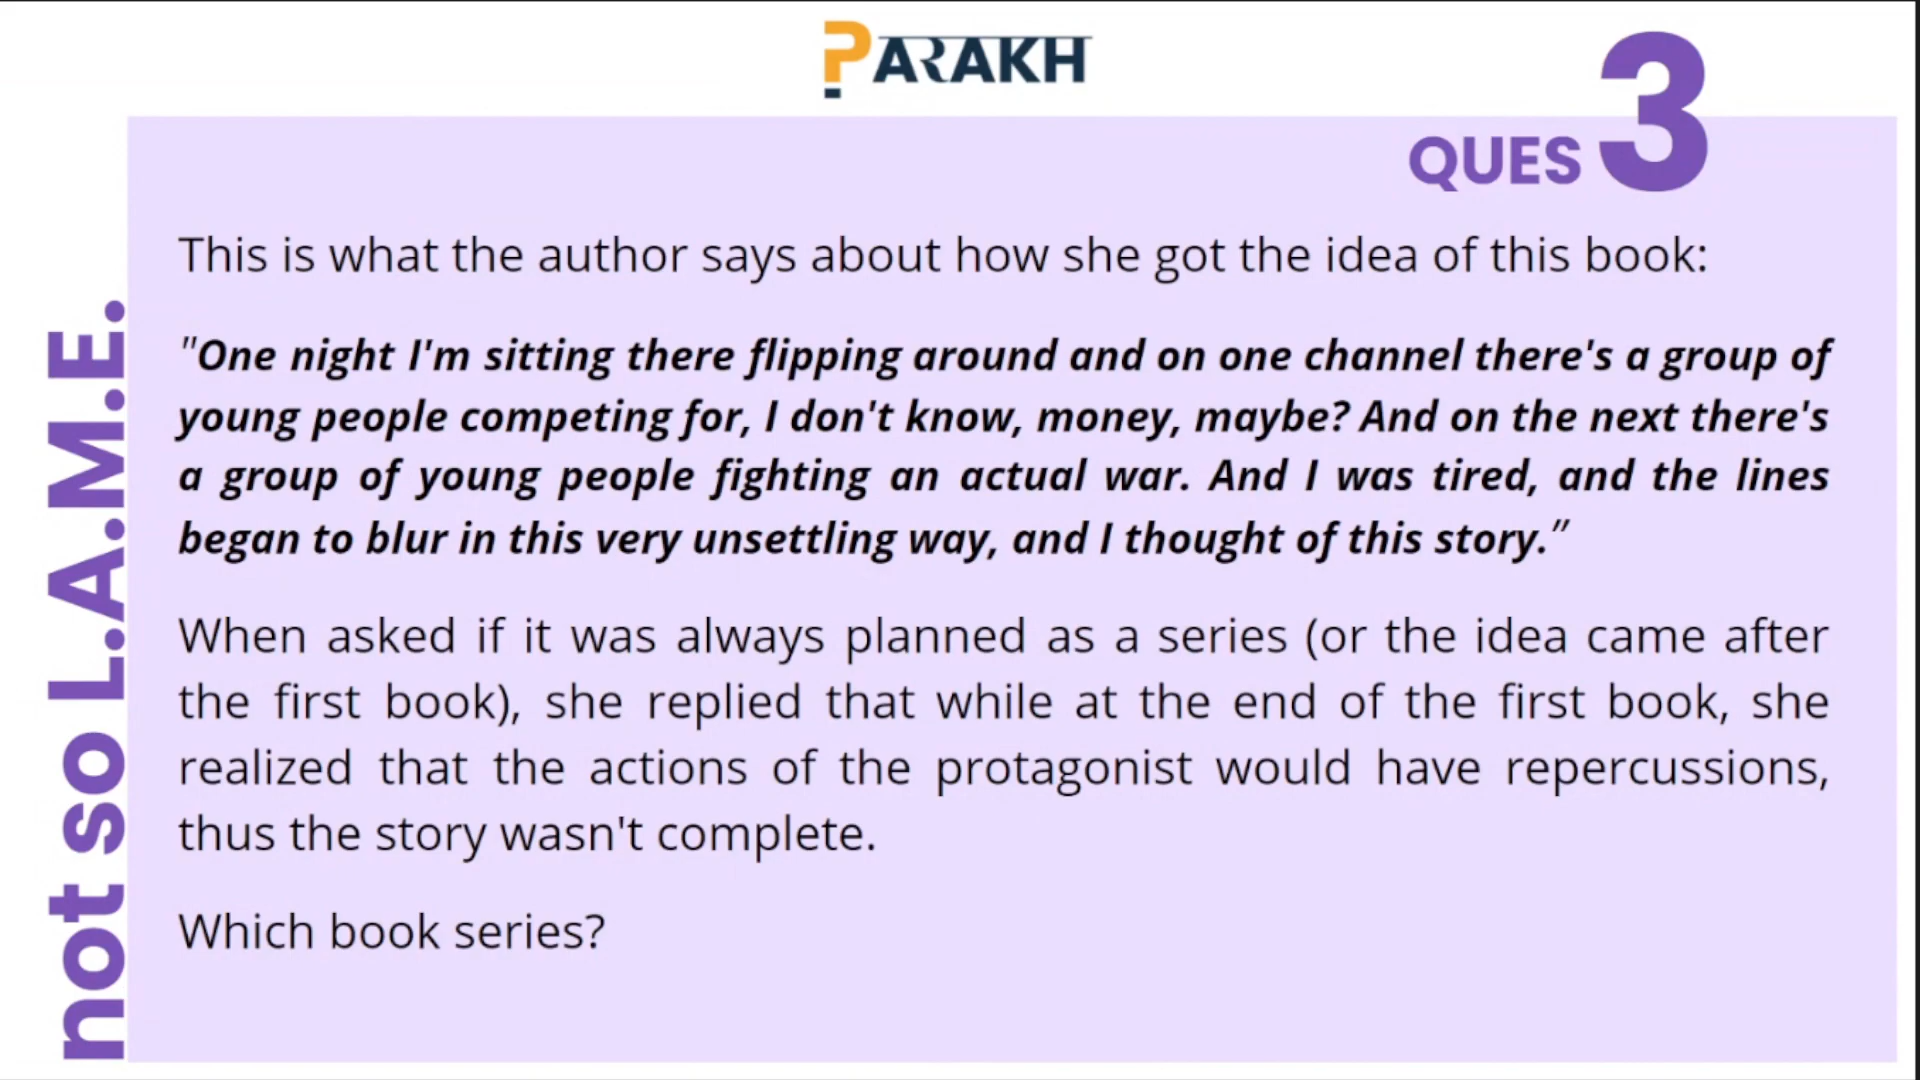 PARAKH
QUES 3
This is what the author says about how she got the idea of this book:
"One night I'm sitting there flipping around and on one channel there's a group of
young people competing for, I don't know, money, maybe? And on the next there's
a group of young people fighting an actual war. And I was tired, and the lines
began to blur in this very unsettling way, and I thought of this story."
When asked if it was always planned as a series (or the idea came after
the first book), she replied that while at the end of the first book, she
realized that the actions of the protagonist would have repercussions,
thus the story wasn't complete.
Which book series?
not so L.A.M.E.